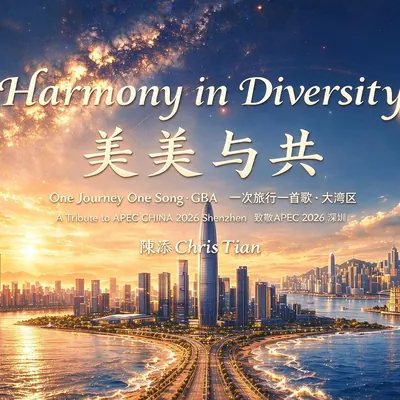 Harmony in Diversity
美美与共
One Journey One Song·GBA 一次旅行一首歌·大湾区
A Tribute to APEC CHINA 2026 Shenzhen 致敬APEC 2026 深圳
陳添 Chris Tian